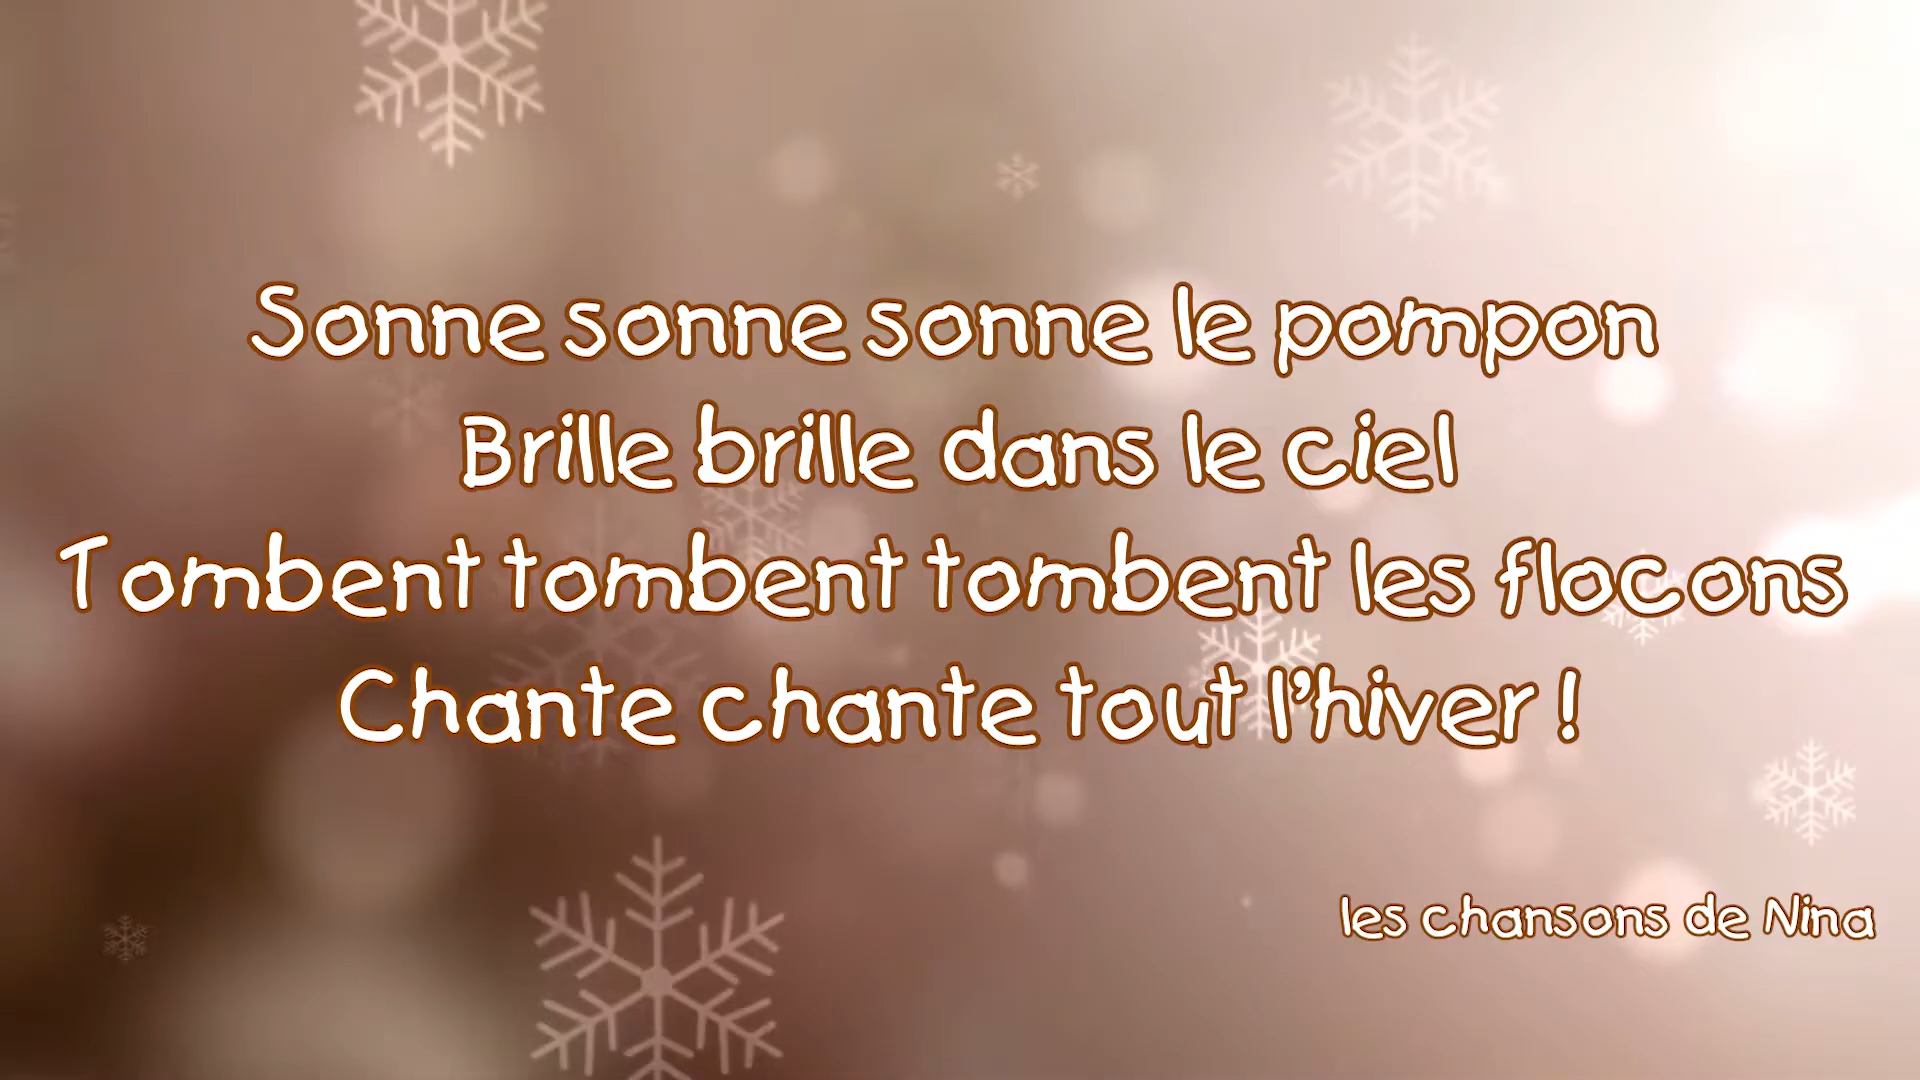 Sonne sonne sonne le pompon
Brille brille dans le ciel
Tombent tombent tombent les flocons
Chante chante tout l'hiver !
les chansons de Nina